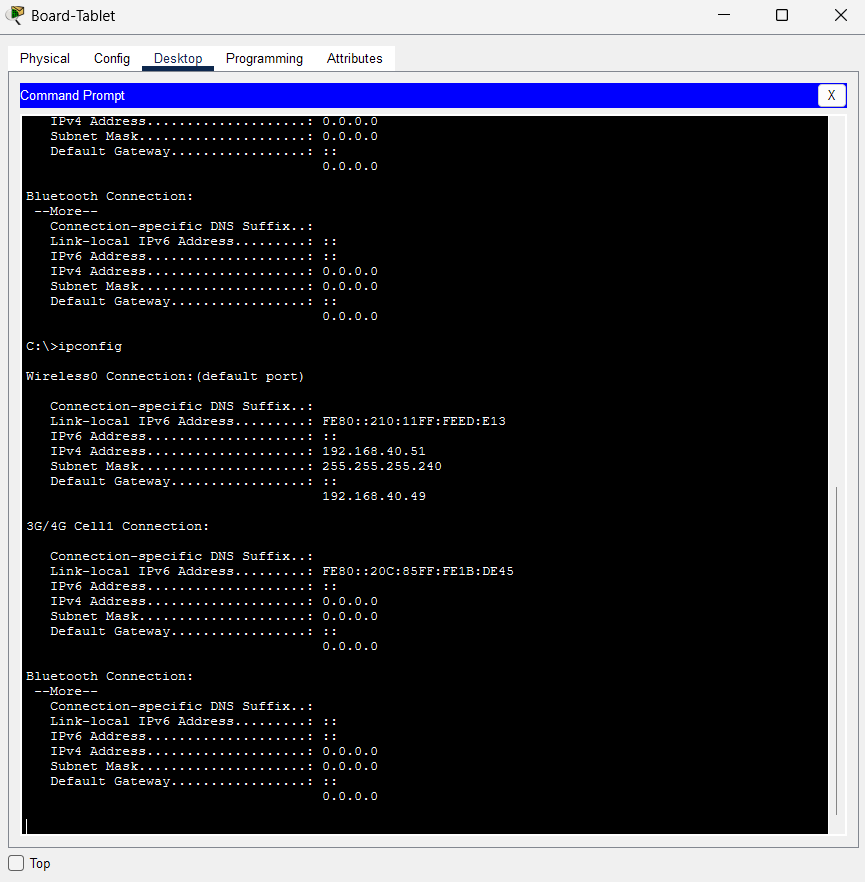 Board-Tablet
Physical Config Desktop Programming Attributes
Command Prompt
X
IPv4 Address....................: 0.0.0.0
Subnet Mask.....................: 0.0.0.0
Default Gateway.................: ::
0.0.0.0
Bluetooth Connection:
--More--
Connection-specific DNS Suffix..:
Link-local IPv6 Address.........: ::
IPv6 Address....................: ::
IPv4 Address....................: 0.0.0.0
Subnet Mask.....................: 0.0.0.0
Default Gateway.................: ::
0.0.0.0
C:\>ipconfig
Wireless0 Connection:(default port)
Connection-specific DNS Suffix..:
Link-local IPv6 Address.........: FE80::210:11FF:FEED:E13
IPv6 Address....................: ::
IPv4 Address....................: 192.168.40.51
Subnet Mask.....................: 255.255.255.240
Default Gateway.................: ::
192.168.40.49
3G/4G Cell1 Connection:
Connection-specific DNS Suffix..:
Link-local IPv6 Address.........: FE80::20C:85FF:FE1B:DE45
IPv6 Address....................: ::
IPv4 Address....................: 0.0.0.0
Subnet Mask.....................: 0.0.0.0
Default Gateway.................: ::
0.0.0.0
Bluetooth Connection:
--More--
Connection-specific DNS Suffix..:
Link-local IPv6 Address.........: ::
IPv6 Address....................: ::
IPv4 Address....................: 0.0.0.0
Subnet Mask.....................: 0.0.0.0
Default Gateway.................: ::
0.0.0.0
Top